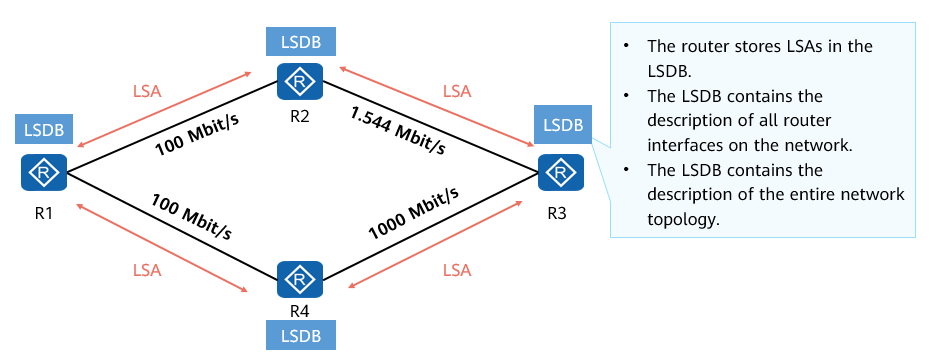 LSDB
R
R2
LSA
LSA
100 Mbit/s
1.544 Mbit/s
LSDB
R
R1
LSDB
R
R3
100 Mbit/s
1000 Mbit/s
LSA
LSA
R
R4
LSDB
• The router stores LSAs in the
LSDB.
• The LSDB contains the
description of all router
interfaces on the network.
• The LSDB contains the
description of the entire network
topology.